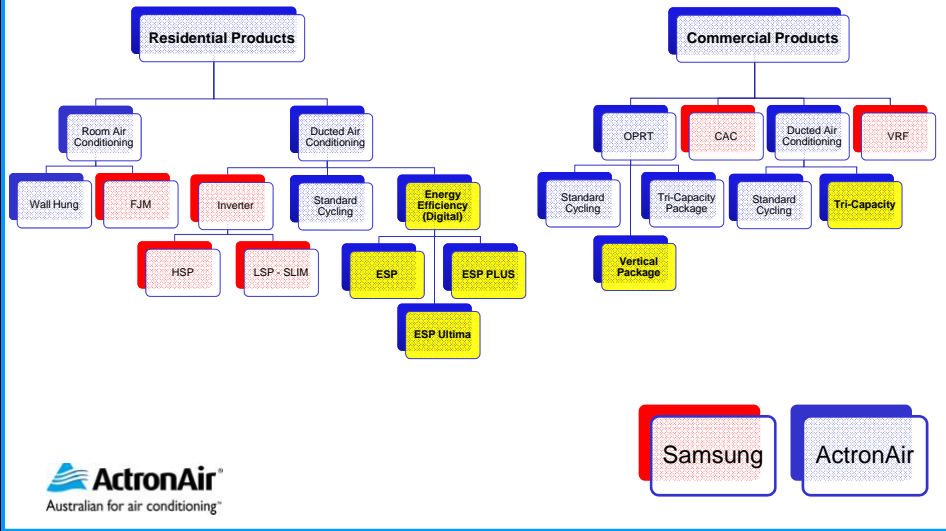 Residential Products
Commercial Products
Room Air
Conditioning
Ducted Air
Conditioning
OPRT
CAC
Ducted Air
Conditioning
VRF
Wall Hung
FJM
Inverter
Standard
Cycling
Energy
Efficiency
(Digital)
Standard
Cycling
Tri-Capacity
Package
Standard
Cycling
Tri-Capacity
HSP
LSP - SLIM
ESP
ESP PLUS
Vertical
Package
ESP Ultima
Samsung
ActronAir
ActronAir®
Australian for air conditioning™